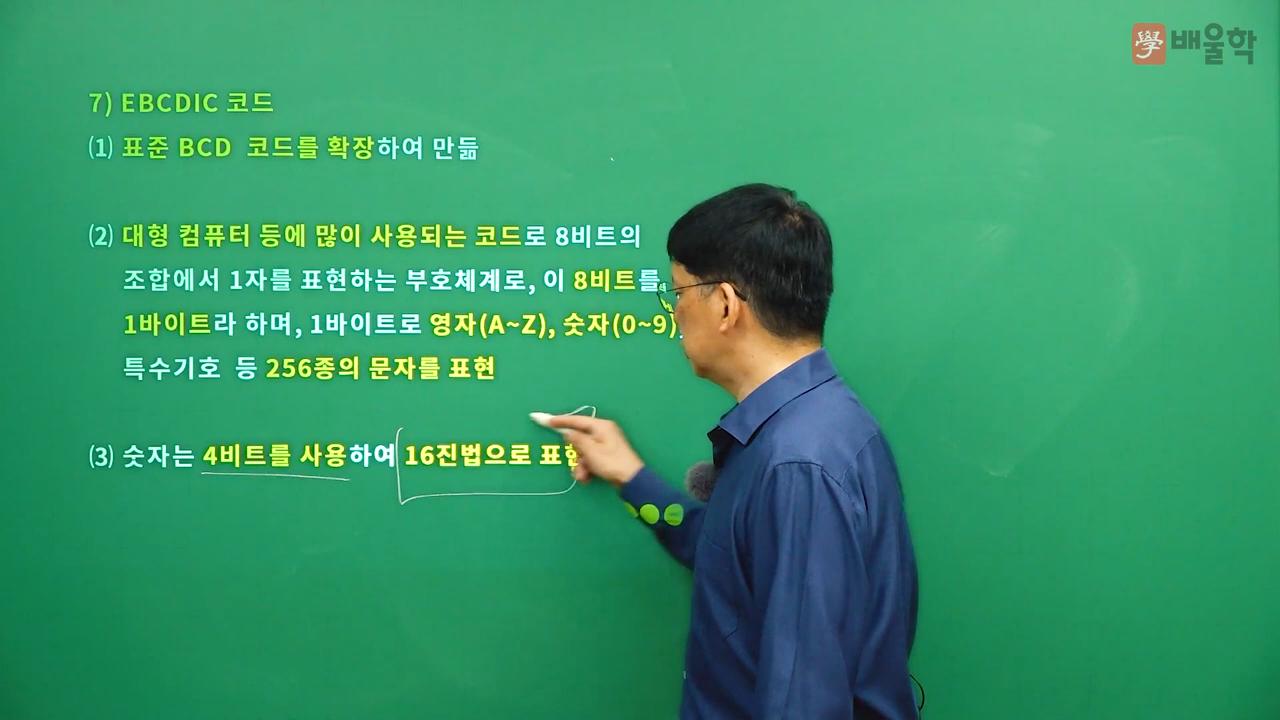 學 배울학
7) EBCDIC 코드
(1) 표준 BCD 코드를 확장하여 만듦
(2) 대형 컴퓨터 등에 많이 사용되는 코드로 8비트의
조합에서 1자를 표현하는 부호체계로, 이 8비트를
1바이트라 하며, 1바이트로 영자(A~Z), 숫자(0~9),
특수기호 등 256종의 문자를 표현
(3) 숫자는 4비트를 사용하여 16진법으로 표현